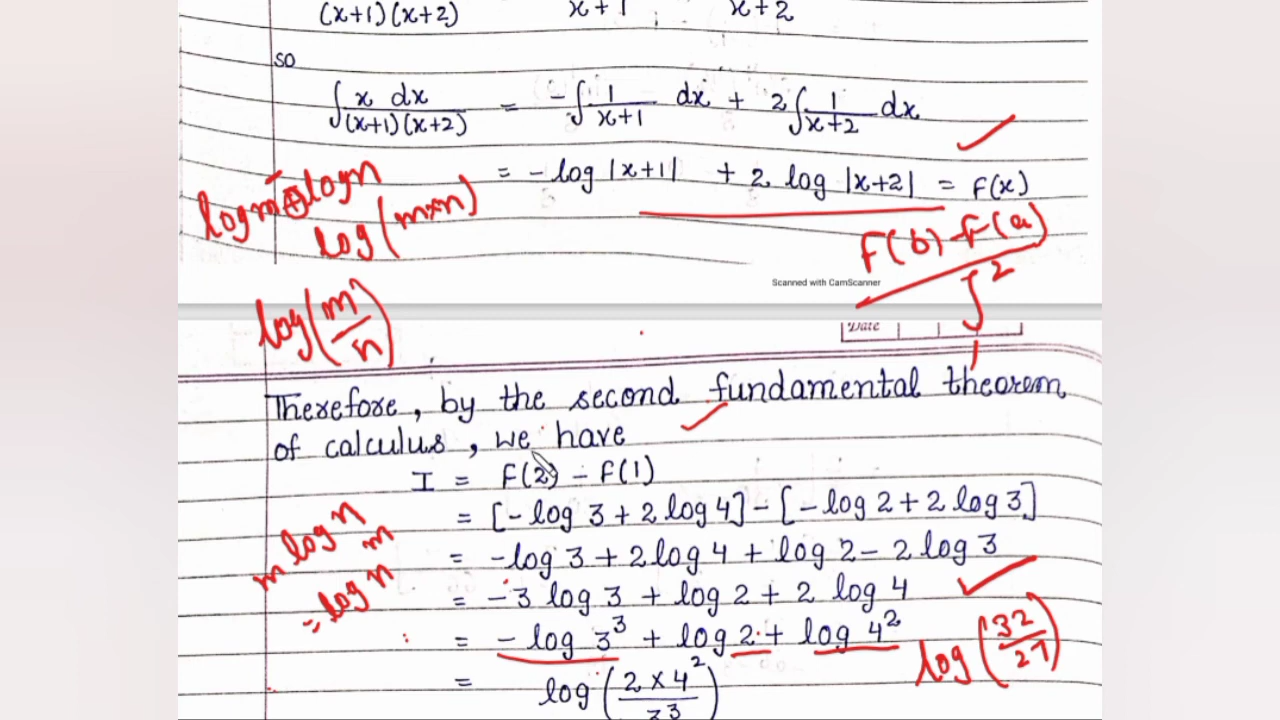 (x+1)(x+2) x+1 x+2
so
∫ x dx / (x+1)(x+2) = -∫ 1/x+1 dx + 2∫ 1/x+2 dx
= -log |x+1| + 2 log |x+2| = F(x)
log m + log n
log(m×n)
F(b) - F(a)
Scanned with CamScanner
∫ 2 1
log(m/n)
Date
Therefore, by the second fundamental theorem
of calculus, we have
I = F(2) - F(1)
= [-log 3 + 2 log 4] - [-log 2 + 2 log 3]
m log n
= -log 3 + 2 log 4 + log 2 - 2 log 3
= log n^m
= -3 log 3 + log 2 + 2 log 4
= -log 3³ + log 2 + log 4²
log(32/27)
= log(2×4²/3³)